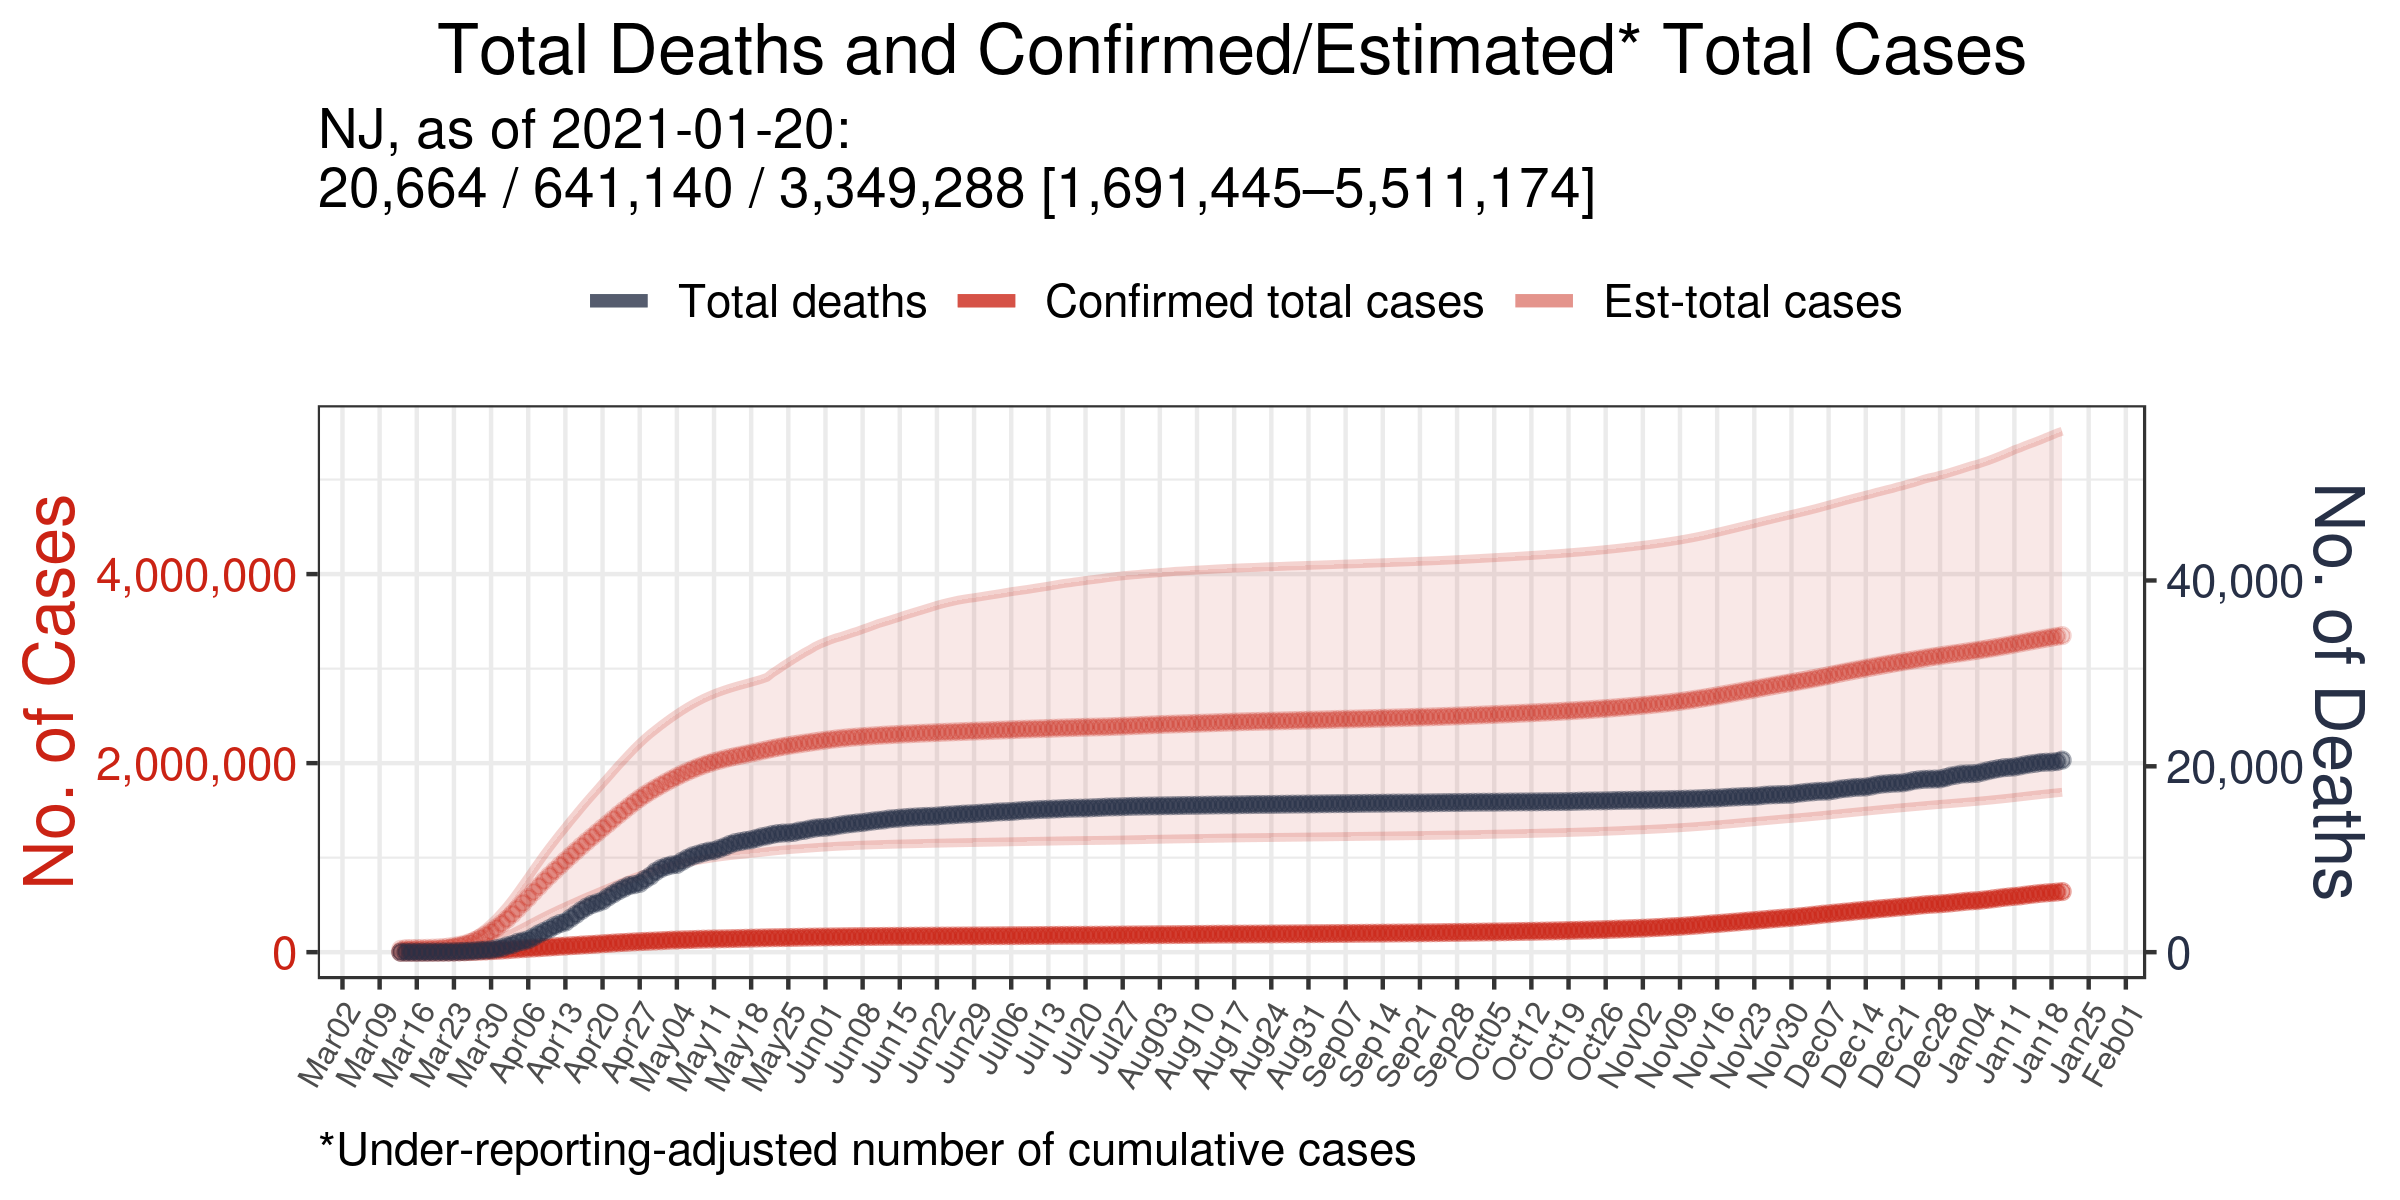 Total Deaths and Confirmed/Estimated* Total Cases
NJ, as of 2021-01-20:
20,664 / 641,140 / 3,349,288 [1,691,445–5,511,174]
Total deaths
Confirmed total cases
Est-total cases
No. of Cases
4,000,000
2,000,000
0
40,000
20,000
0
No. of Deaths
Mar02
Mar09
Mar16
Mar23
Mar30
Apr06
Apr13
Apr20
Apr27
May04
May11
May18
May25
Jun01
Jun08
Jun15
Jun22
Jun29
Jul06
Jul13
Jul20
Jul27
Aug03
Aug10
Aug17
Aug24
Aug31
Sep07
Sep14
Sep21
Sep28
Oct05
Oct12
Oct19
Oct26
Nov02
Nov09
Nov16
Nov23
Nov30
Dec07
Dec14
Dec21
Dec28
Jan04
Jan11
Jan18
Jan25
Feb01
*Under-reporting-adjusted number of cumulative cases